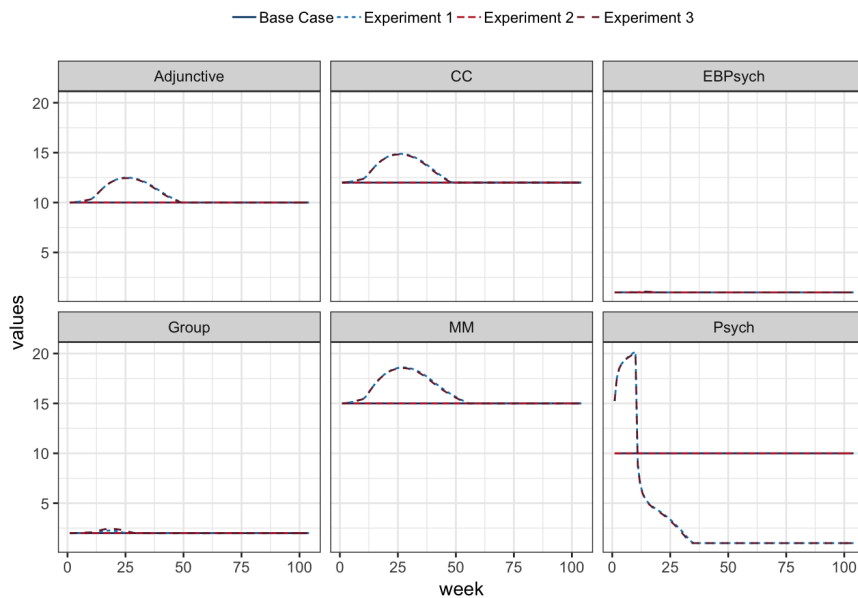 Base Case Experiment 1 Experiment 2 Experiment 3
Adjunctive CC EBPsych
20
15
10
5
values
Group MM Psych
20
15
10
5
0 25 50 75 100 0 25 50 75 100 0 25 50 75 100
week